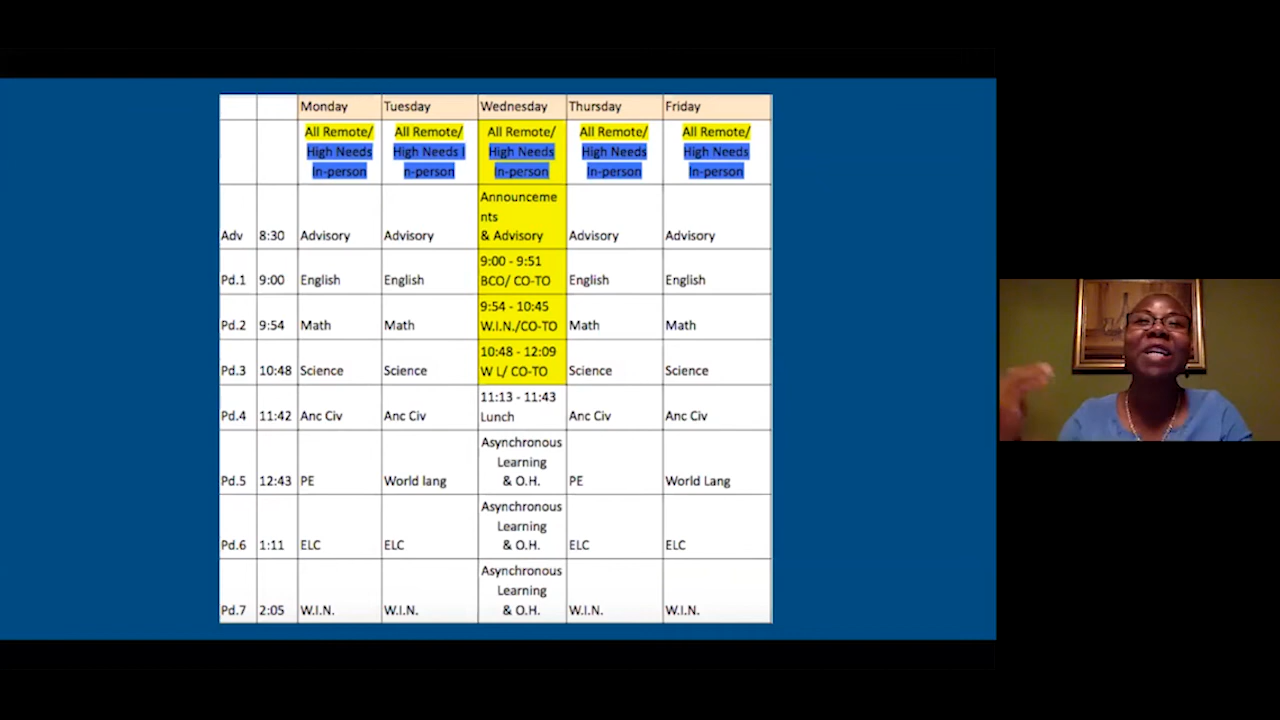 Monday Tuesday Wednesday Thursday Friday
All Remote/ All Remote/ All Remote/ All Remote/ All Remote/
High Needs High Needs I High Needs High Needs High Needs
In-person n-person In-person In-person In-person
Announceme
nts
Adv 8:30 Advisory Advisory & Advisory Advisory Advisory
9:00 - 9:51
Pd.1 9:00 English English BCO/ CO-TO English English
9:54 - 10:45
Pd.2 9:54 Math Math W.I.N./CO-TO Math Math
10:48 - 12:09
Pd.3 10:48 Science Science W L/ CO-TO Science Science
11:13 - 11:43
Pd.4 11:42 Anc Civ Anc Civ Lunch Anc Civ Anc Civ
Asynchronous
Learning
Pd.5 12:43 PE World lang & O.H. PE World Lang
Asynchronous
Learning
Pd.6 1:11 ELC ELC & O.H. ELC ELC
Asynchronous
Learning
Pd.7 2:05 W.I.N. W.I.N. & O.H. W.I.N. W.I.N.